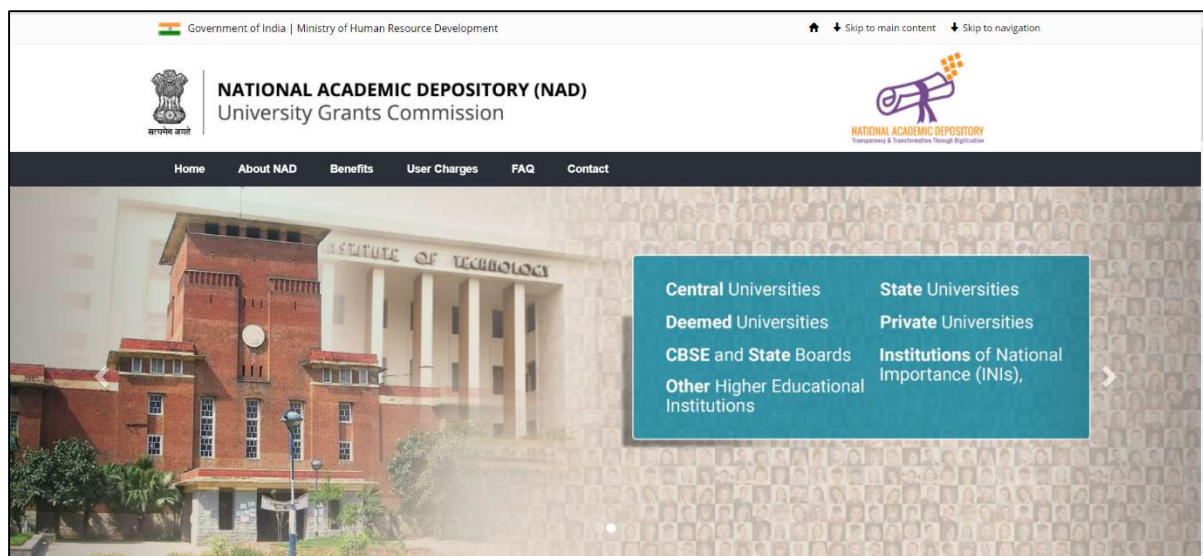 Government of India | Ministry of Human Resource Development
Skip to main content
Skip to navigation
सत्यमेव जयते
NATIONAL ACADEMIC DEPOSITORY (NAD)
University Grants Commission
NATIONAL ACADEMIC DEPOSITORY
Transparency & Transformation Through Digitization
Home About NAD Benefits User Charges FAQ Contact
INSTITUTE OF TECHNOLOGY
Central Universities
Deemed Universities
CBSE and State Boards
Other Higher Educational
Institutions
State Universities
Private Universities
Institutions of National
Importance (INIs),